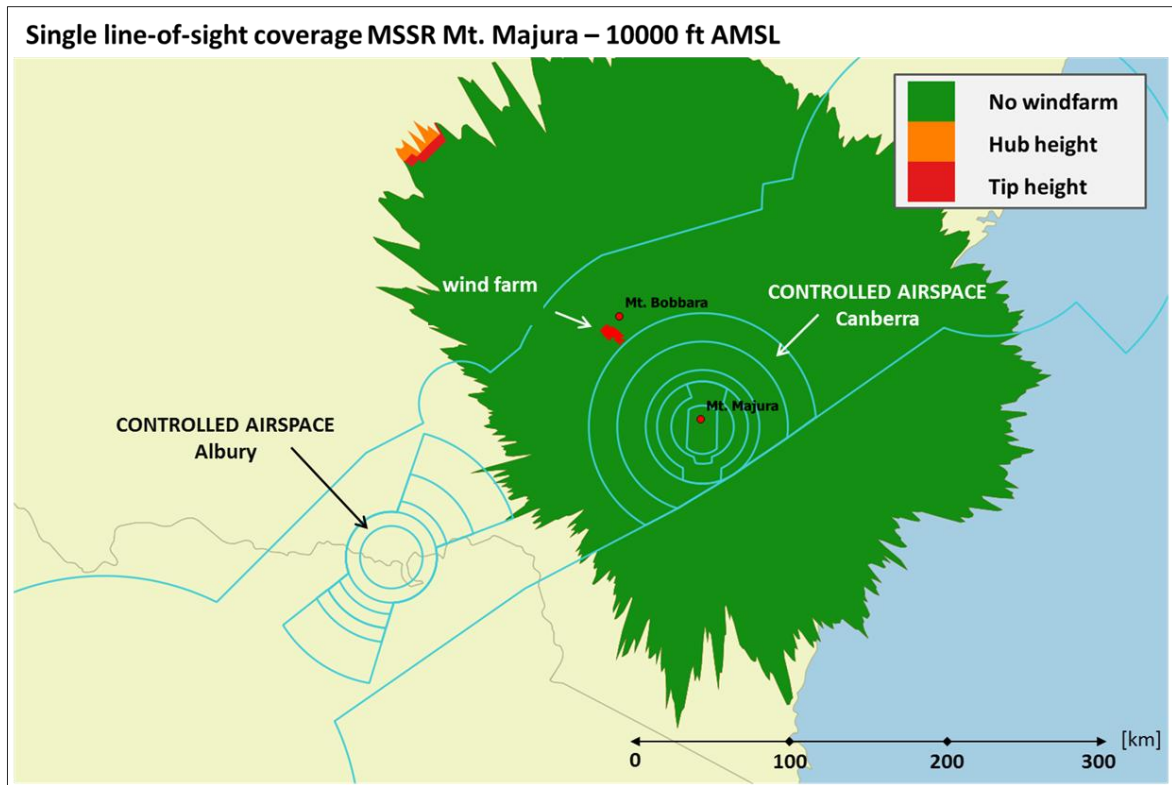 Single line-of-sight coverage MSSR Mt. Majura – 10000 ft AMSL
No windfarm
Hub height
Tip height
wind farm
Mt. Bobbara
CONTROLLED AIRSPACE
Canberra
Mt. Majura
CONTROLLED AIRSPACE
Albury
[km]
0 100 200 300